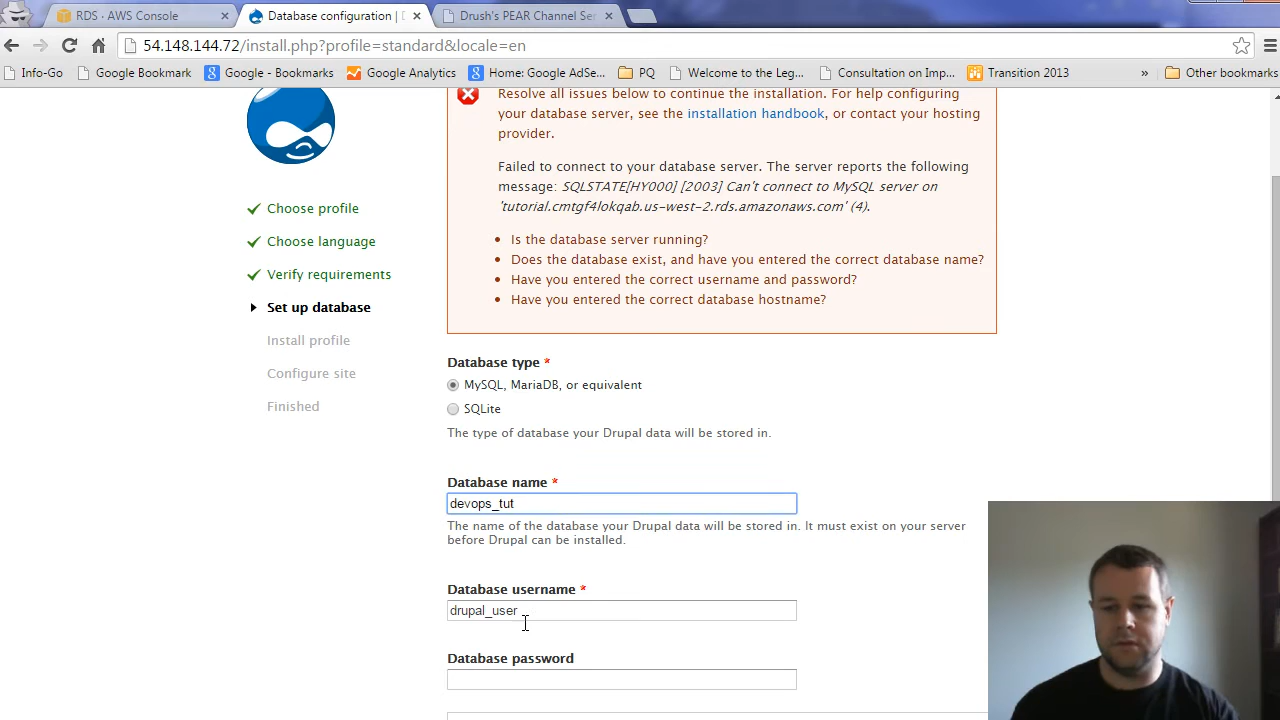 RDS · AWS Console
Database configuration | D
Drush's PEAR Channel Ser
54.148.144.72/install.php?profile=standard&locale=en
Info-Go
Google Bookmark
Google e-Bookmarks
Google Analytics
Home: Google AdSe...
PQ
Welcome to the Leg...
Consultation on Imp...
Transition 2013
»
Other bookmarks
Resolve all issues below to continue the installation. For help configuring
your database server, see the installation handbook, or contact your hosting
provider.
Failed to connect to your database server. The server reports the following
message: SQLSTATE[HY000] [2003] Can't connect to MySQL server on
'tutorial.cmtgf4lokqab.us-west-2.rds.amazonaws.com' (4).
Is the database server running?
Does the database exist, and have you entered the correct database name?
Have you entered the correct username and password?
Have you entered the correct database hostname?
Choose profile
Choose language
Verify requirements
Set up database
Install profile
Configure site
Finished
Database type *
MySQL, MariaDB, or equivalent
SQLite
The type of database your Drupal data will be stored in.
Database name *
devops_tut
The name of the database your Drupal data will be stored in. It must exist on your server
before Drupal can be installed.
Database username *
drupal_user
Database password